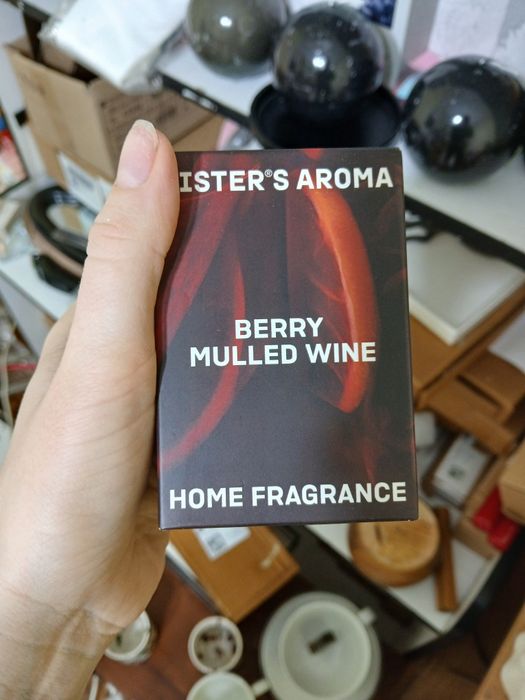 ISTER®S AROMA
BERRY
MULLED WINE
HOME FRAGRANCE